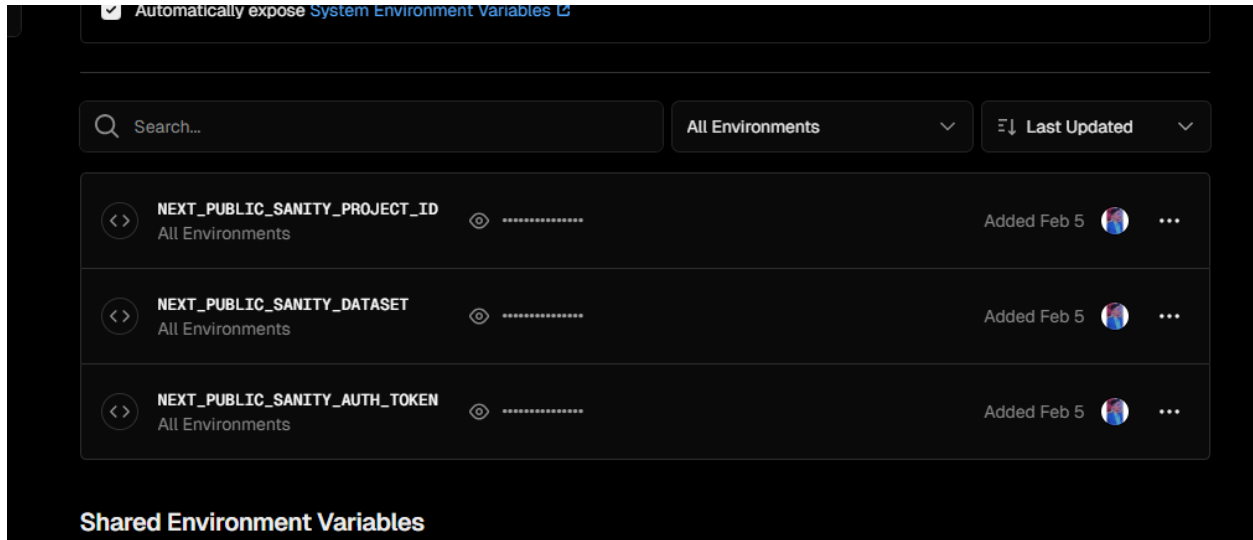 Automatically expose System Environment Variables
Search...
All Environments
Last Updated
NEXT_PUBLIC_SANITY_PROJECT_ID
All Environments
•••••••••••••••
Added Feb 5
NEXT_PUBLIC_SANITY_DATASET
All Environments
•••••••••••••••
Added Feb 5
NEXT_PUBLIC_SANITY_AUTH_TOKEN
All Environments
•••••••••••••••
Added Feb 5
Shared Environment Variables